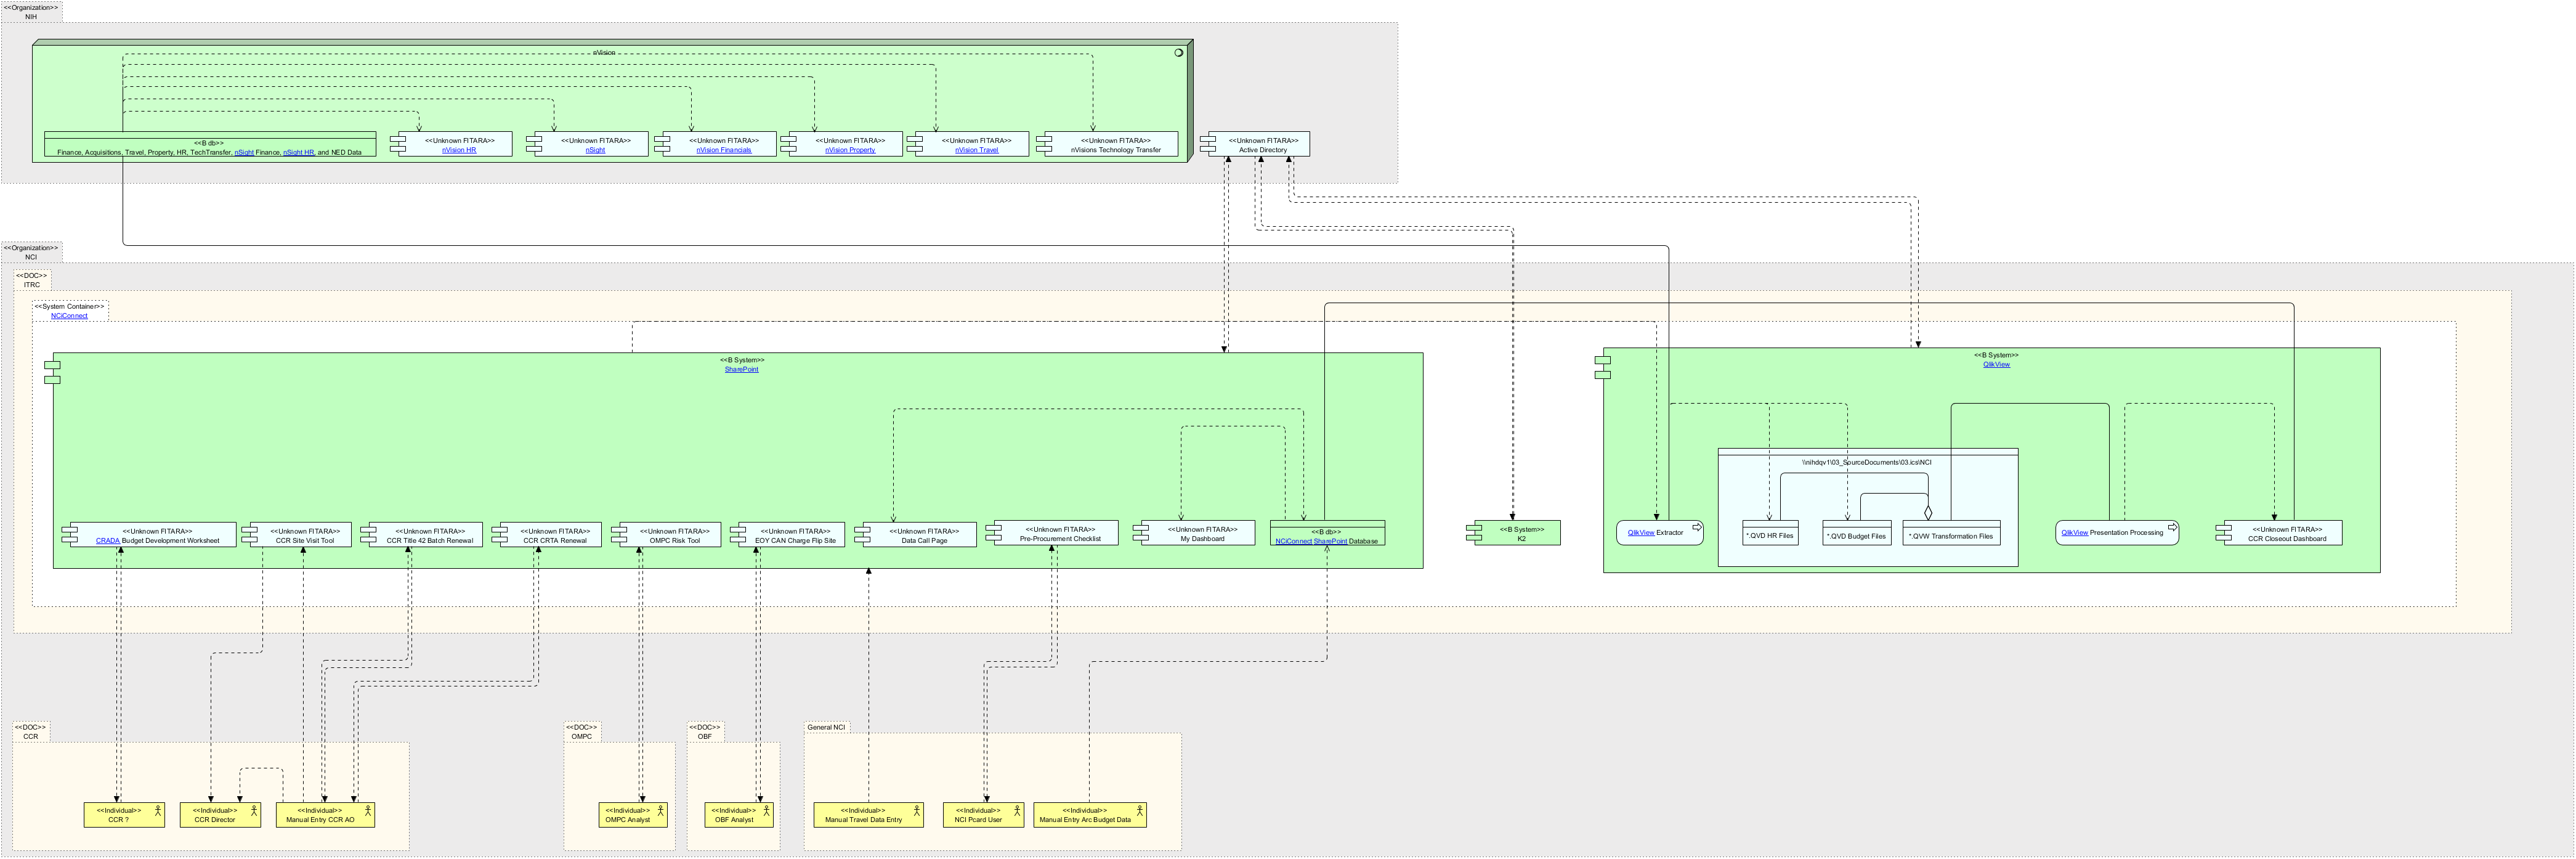 <<Organization>>
NIH
nVision
<<B db>>
Finance, Acquisitions, Travel, Property, HR, TechTransfer, nSight Finance, nSight HR, and NED Data
<<Unknown FITARA>>
nVision HR
<<Unknown FITARA>>
nSight
<<Unknown FITARA>>
nVision Financials
<<Unknown FITARA>>
nVision Property
<<Unknown FITARA>>
nVision Travel
<<Unknown FITARA>>
nVisions Technology Transfer
<<Unknown FITARA>>
Active Directory
<<Organization>>
NCI
<<DOC>>
ITRC
<<System Container>>
NCiConnect
<<B System>>
SharePoint
<<B System>>
QlikView
\\nihdqv1\03_SourceDocuments\03.ics\NCI
<<Unknown FITARA>>
CRADA Budget Development Worksheet
<<Unknown FITARA>>
CCR Site Visit Tool
<<Unknown FITARA>>
CCR Title 42 Batch Renewal
<<Unknown FITARA>>
CCR CRTA Renewal
<<Unknown FITARA>>
OMPC Risk Tool
<<Unknown FITARA>>
EOY CAN Charge Flip Site
<<Unknown FITARA>>
Data Call Page
<<Unknown FITARA>>
Pre-Procurement Checklist
<<Unknown FITARA>>
My Dashboard
<<B db>>
NCiConnect SharePoint Database
<<B System>>
K2
QlikView Extractor
*.QVD HR Files
*.QVD Budget Files
*.QVW Transformation Files
QlikView Presentation Processing
<<Unknown FITARA>>
CCR Closeout Dashboard
<<DOC>>
CCR
<<DOC>>
OMPC
<<DOC>>
OBF
General NCI
<<Individual>>
CCR ?
<<Individual>>
CCR Director
<<Individual>>
Manual Entry CCR AO
<<Individual>>
OMPC Analyst
<<Individual>>
OBF Analyst
<<Individual>>
Manual Travel Data Entry
<<Individual>>
NCI Pcard User
<<Individual>>
Manual Entry Arc Budget Data